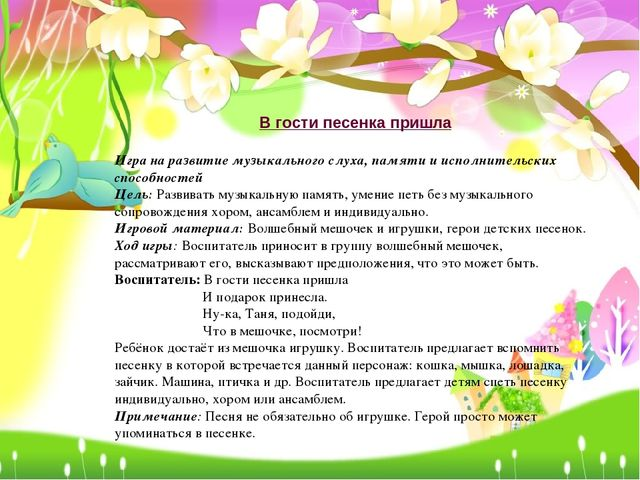 В гости песенка пришла
Игра на развитие музыкального слуха, памяти и исполнительских
способностей
Цель: Развивать музыкальную память, умение петь без музыкального
сопровождения хором, ансамблем и индивидуально.
Игровой материал: Волшебный мешочек и игрушки, герои детских песенок.
Ход игры: Воспитатель приносит в группу волшебный мешочек,
рассматривают его, высказывают предположения, что это может быть.
Воспитатель: В гости песенка пришла
И подарок принесла.
Ну-ка, Таня, подойди,
Что в мешочке, посмотри!
Ребёнок достаёт из мешочка игрушку. Воспитатель предлагает вспомнить
песенку в которой встречается данный персонаж: кошка, мышка, лошадка,
зайчик. Машина, птичка и др. Воспитатель предлагает детям спеть песенку
индивидуально, хором или ансамблем.
Примечание: Песня не обязательно об игрушке. Герой просто может
упоминаться в песенке.